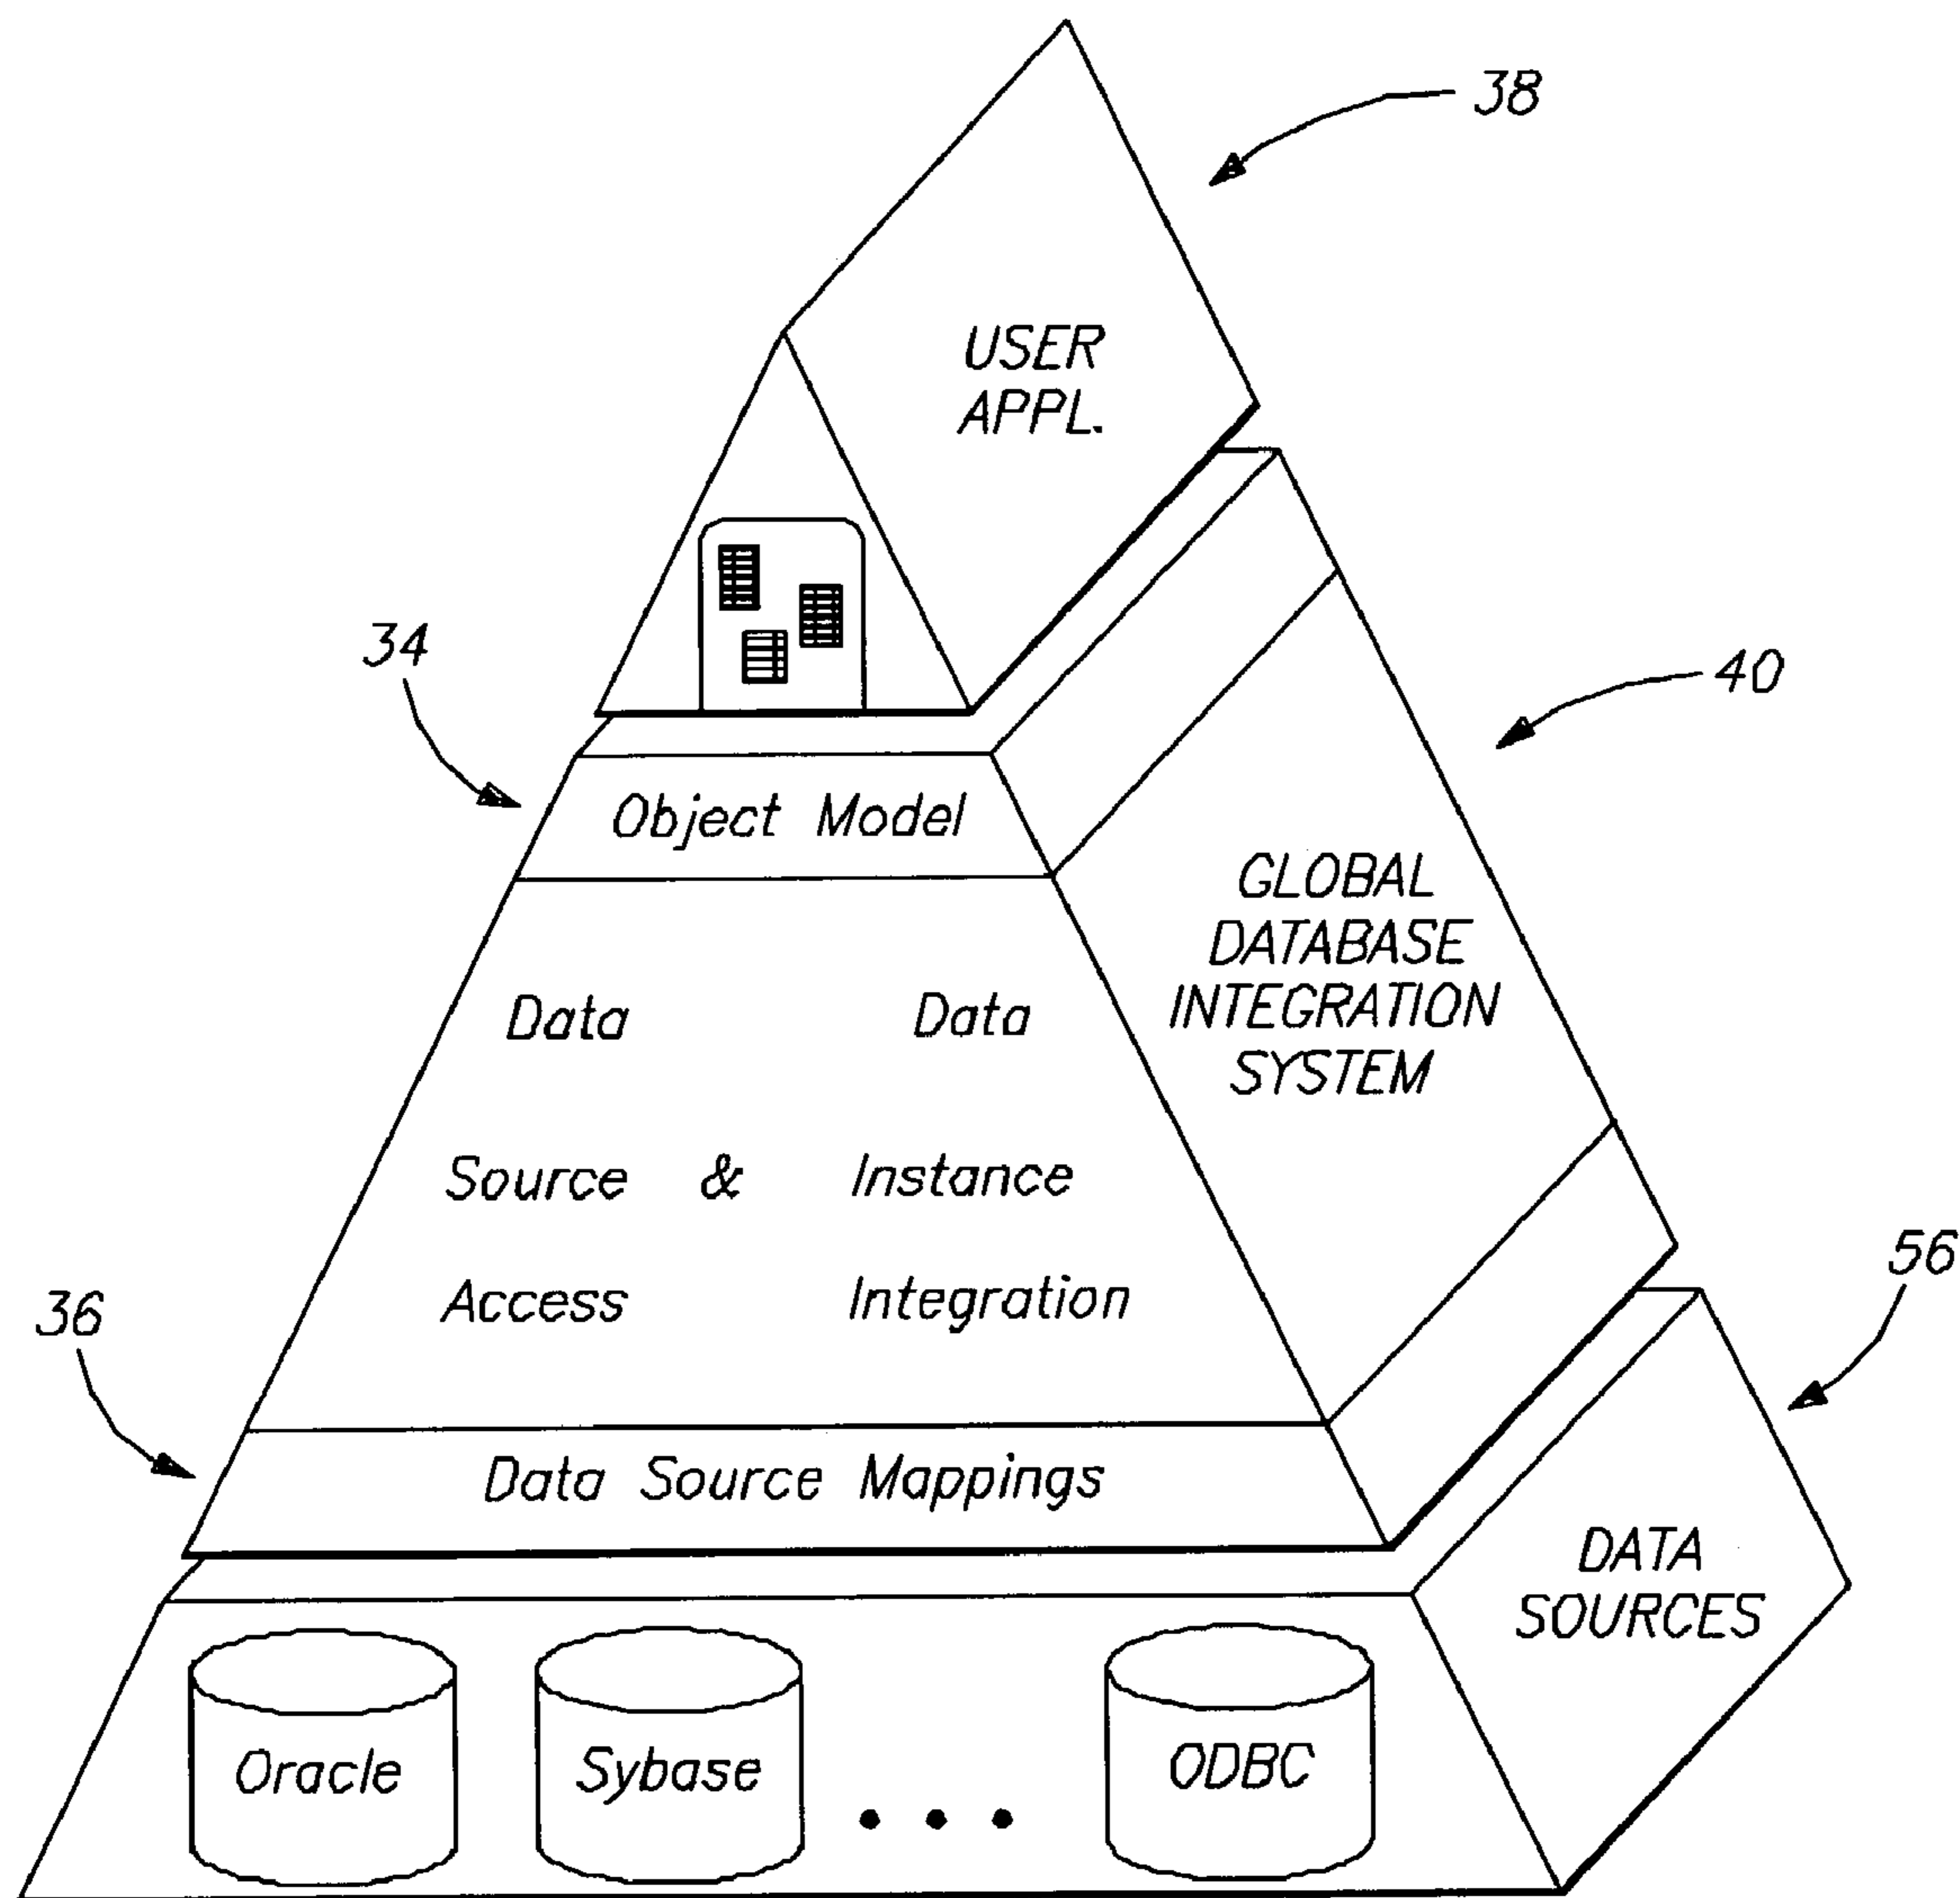 38
USER
APPL.
34
40
Object Model
GLOBAL
DATABASE
INTEGRATION
SYSTEM
Data Data
Source & Instance
Access Integration
36
56
Data Source Mappings
DATA
SOURCES
Oracle
Sybase
• • •
ODBC